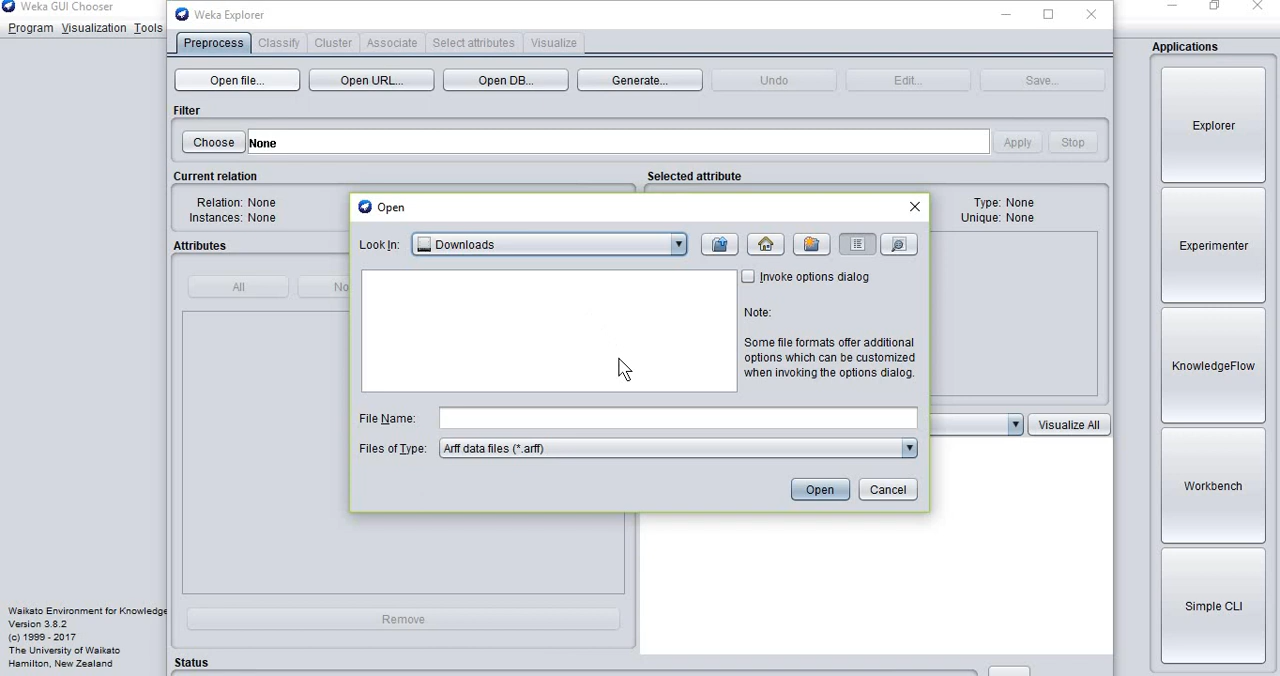 Weka GUI Chooser
Program Visualization Tools
Weka Explorer
Preprocess Classify Cluster Associate Select attributes Visualize
Open file... Open URL... Open DB... Generate... Undo Edit... Save...
Filter
Choose None Apply Stop
Current relation
Relation: None
Instances: None
Selected attribute
Type: None
Unique: None
Attributes
All No
Open
Look In: Downloads
Invoke options dialog
Note:
Some file formats offer additional
options which can be customized
when invoking the options dialog.
File Name:
Files of Type: Arff data files (*.arff)
Open Cancel
Visualize All
Remove
Status
Applications
Explorer
Experimenter
KnowledgeFlow
Workbench
Simple CLI
Waikato Environment for Knowledge
Version 3.8.2
(c) 1999 - 2017
The University of Waikato
Hamilton, New Zealand